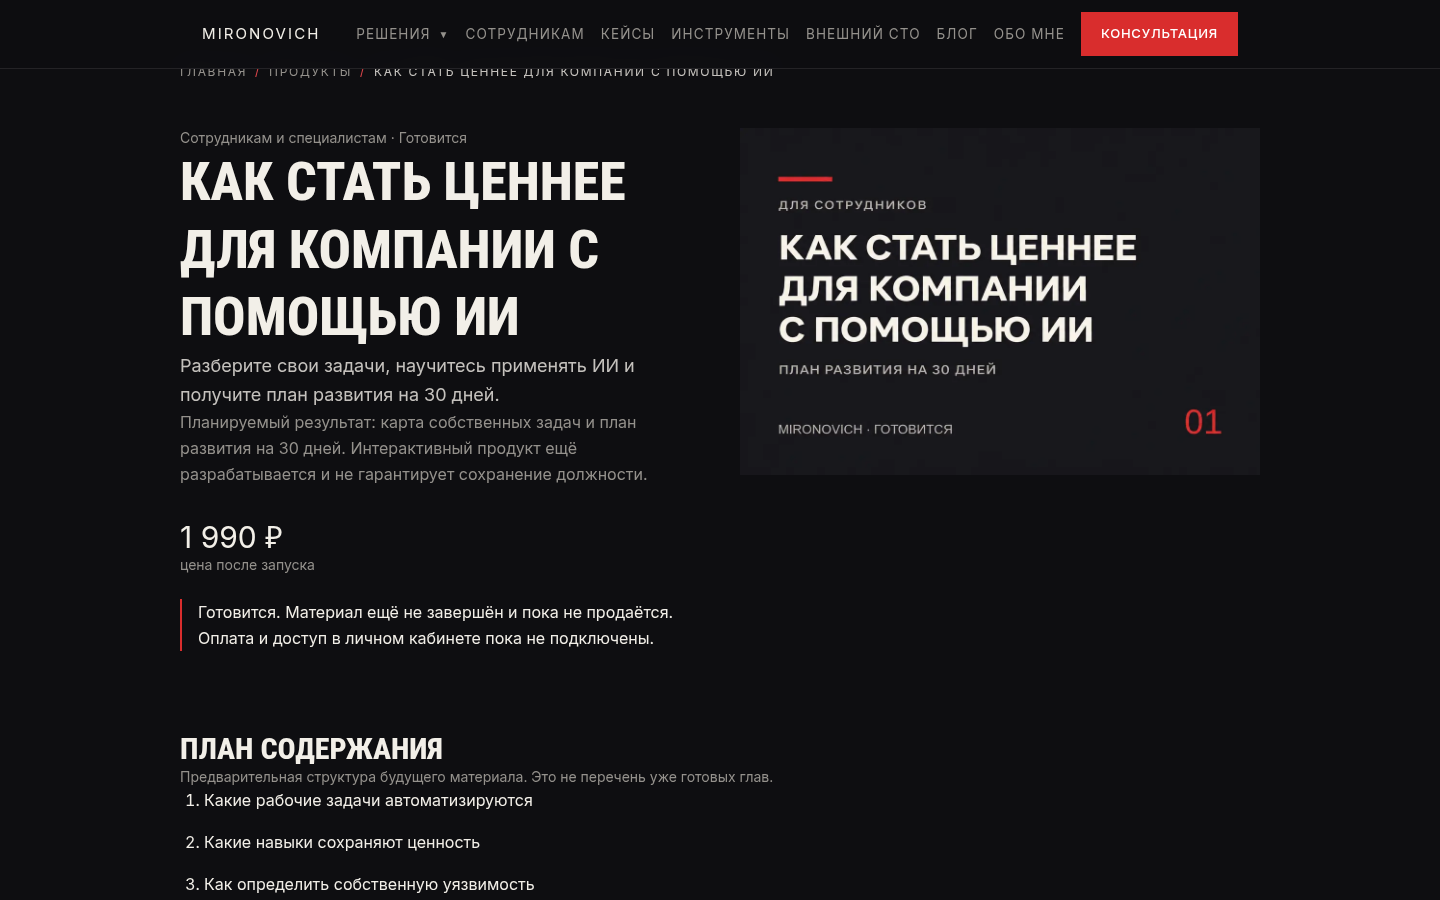 MIRONOVICH
РЕШЕНИЯ ▼ СОТРУДНИКАМ КЕЙСЫ ИНСТРУМЕНТЫ ВНЕШНИЙ CTO БЛОГ ОБО МНЕ КОНСУЛЬТАЦИЯ
ГЛАВНАЯ / ПРОДУКТЫ / КАК СТАТЬ ЦЕННЕЕ ДЛЯ КОМПАНИИ С ПОМОЩЬЮ ИИ
Сотрудникам и специалистам · Готовится
КАК СТАТЬ ЦЕННЕЕ
ДЛЯ КОМПАНИИ С
ПОМОЩЬЮ ИИ
Разберите свои задачи, научитесь применять ИИ и
получите план развития на 30 дней.
Планируемый результат: карта собственных задач и план
развития на 30 дней. Интерактивный продукт ещё
разрабатывается и не гарантирует сохранение должности.
1 990 ₽
цена после запуска
Готовится. Материал ещё не завершён и пока не продаётся.
Оплата и доступ в личном кабинете пока не подключены.
ДЛЯ СОТРУДНИКОВ
КАК СТАТЬ ЦЕННЕЕ
ДЛЯ КОМПАНИИ
С ПОМОЩЬЮ ИИ
ПЛАН РАЗВИТИЯ НА 30 ДНЕЙ
MIRONOVICH · ГОТОВИТСЯ
01
ПЛАН СОДЕРЖАНИЯ
Предварительная структура будущего материала. Это не перечень уже готовых глав.
1. Какие рабочие задачи автоматизируются
2. Какие навыки сохраняют ценность
3. Как определить собственную уязвимость